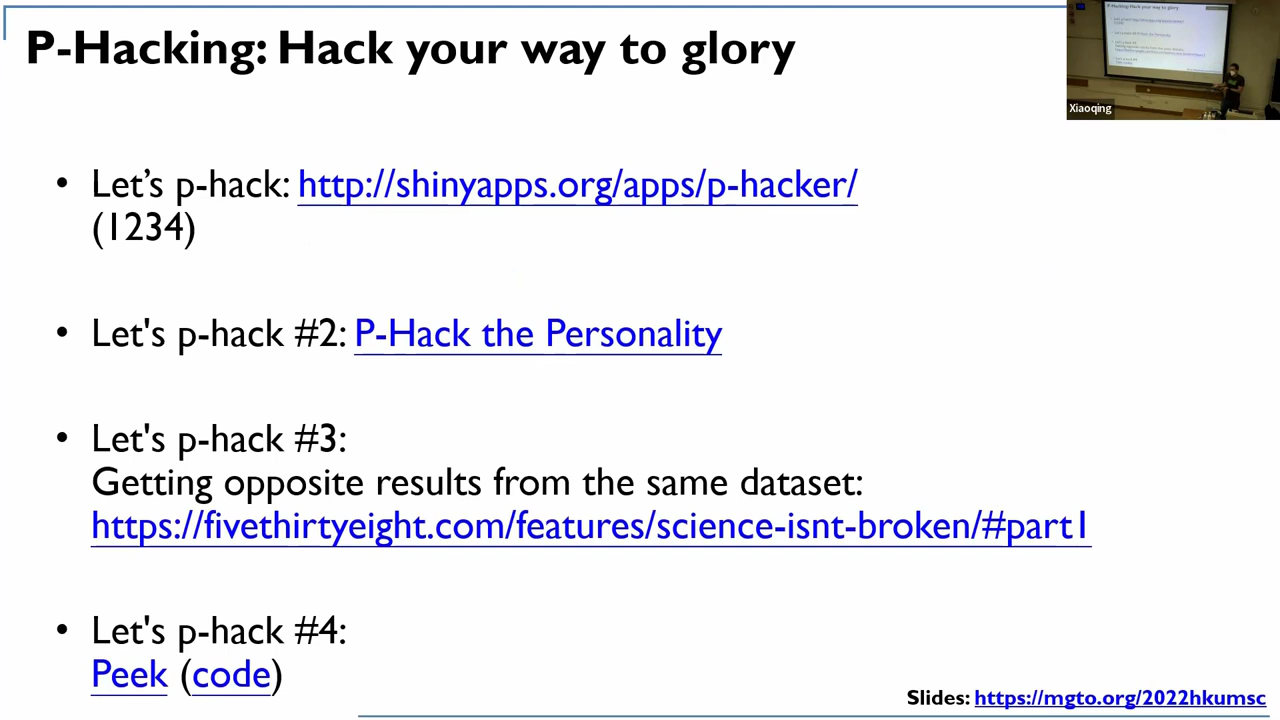 P-Hacking: Hack your way to glory
Xiaoqing
• Let’s p-hack: http://shinyapps.org/apps/p-hacker/
(1234)
• Let's p-hack #2: P-Hack the Personality
• Let's p-hack #3:
Getting opposite results from the same dataset:
https://fivethirtyeight.com/features/science-isnt-broken/#part1
• Let's p-hack #4:
Peek (code)
Slides: https://mgto.org/2022hkumsc